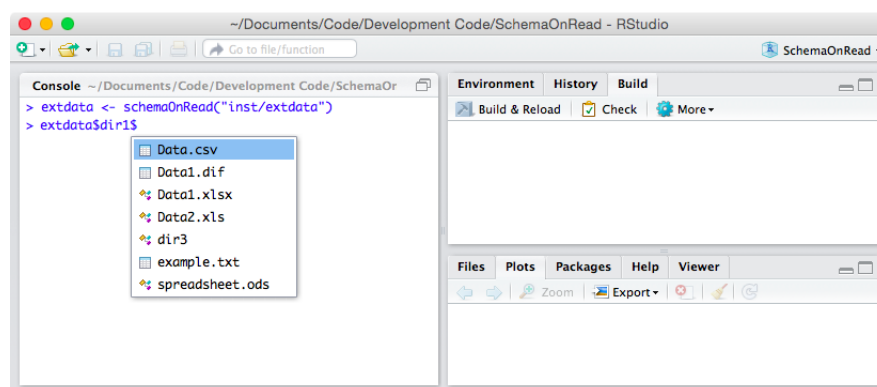 ~/Documents/Code/Development Code/SchemaOnRead - RStudio
Go to file/function
SchemaOnRead
Console ~/Documents/Code/Development Code/SchemaOr
> extdata <- schemaOnRead("inst/extdata")
> extdata$dir1$
Data.csv
Data1.dif
Data1.xlsx
Data2.xls
dir3
example.txt
spreadsheet.ods
Environment History Build
Build & Reload Check More
Files Plots Packages Help Viewer
Zoom Export